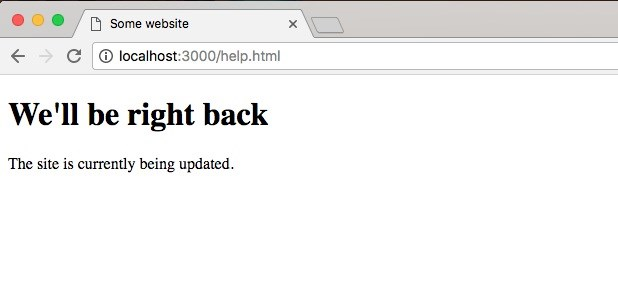 Some website
localhost:3000/help.html
We'll be right back
The site is currently being updated.